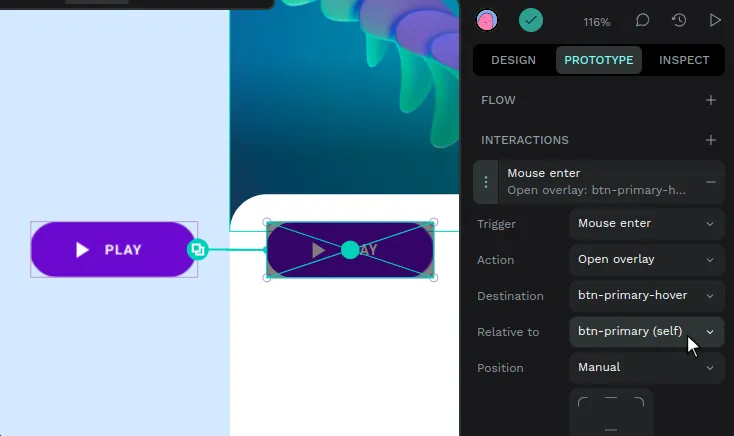 116%
DESIGN PROTOTYPE INSPECT
FLOW
INTERACTIONS
Mouse enter
Open overlay: btn-primary-h...
Trigger Mouse enter
Action Open overlay
Destination btn-primary-hover
Relative to btn-primary (self)
Position Manual
PLAY